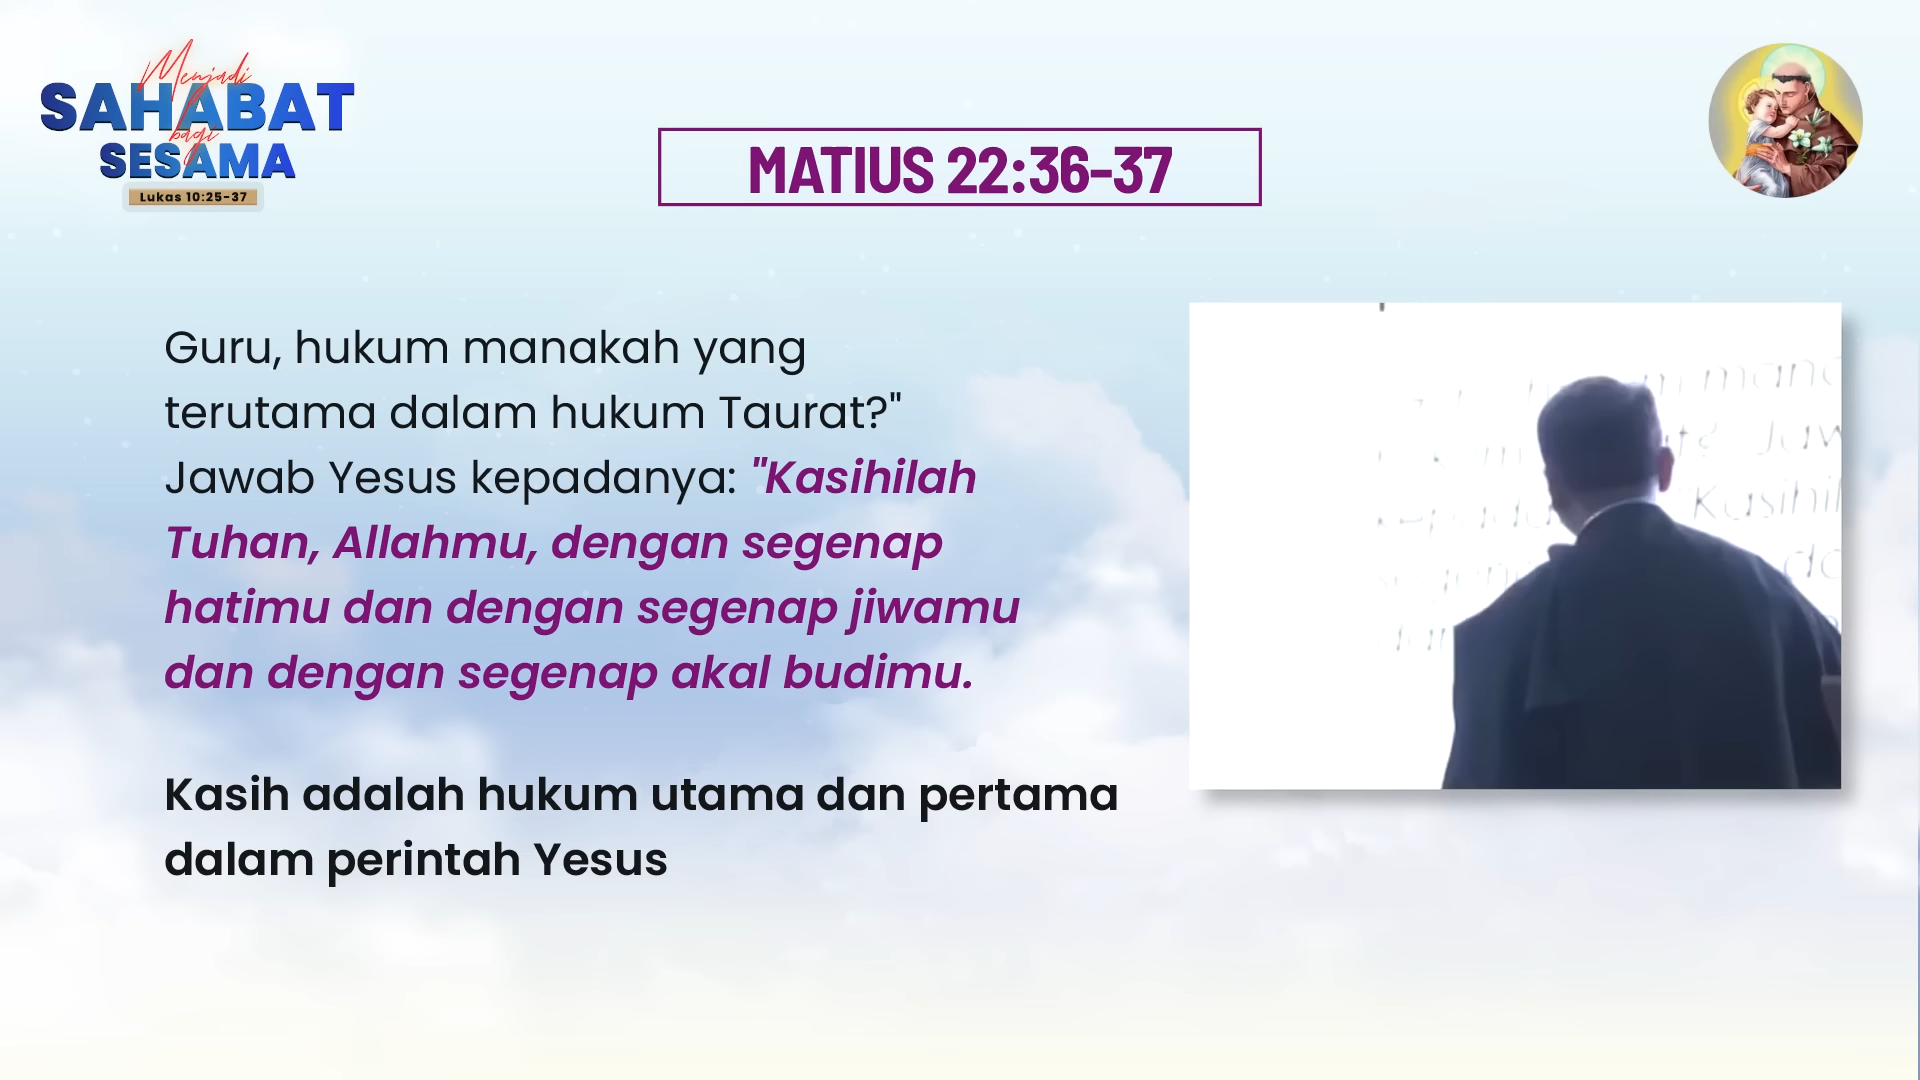 Menjadi
SAHABAT
bagi
SESAMA
Lukas 10:25-37
MATIUS 22:36-37
Guru, hukum manakah yang
terutama dalam hukum Taurat?"
Jawab Yesus kepadanya: "Kasihilah
Tuhan, Allahmu, dengan segenap
hatimu dan dengan segenap jiwamu
dan dengan segenap akal budimu.
Kasih adalah hukum utama dan pertama
dalam perintah Yesus